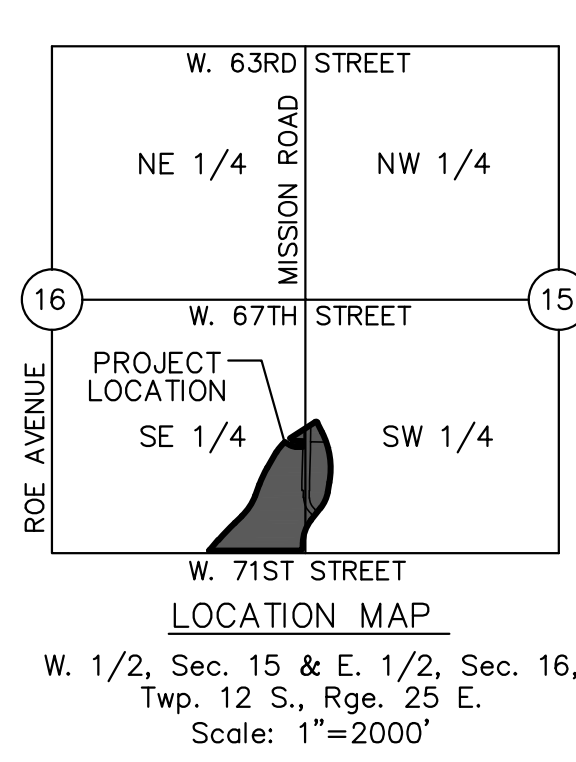 W. 63RD STREET
MISSION ROAD
NE 1/4
NW 1/4
16
15
W. 67TH STREET
PROJECT
LOCATION
ROE AVENUE
SE 1/4
SW 1/4
W. 71ST STREET
LOCATION MAP
W. 1/2, Sec. 15 & E. 1/2, Sec. 16,
Twp. 12 S., Rge. 25 E.
Scale: 1"=2000'